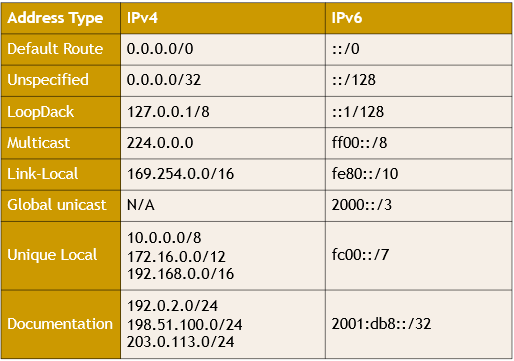 Address Type IPv4 IPv6
Default Route 0.0.0.0/0 ::/0
Unspecified 0.0.0.0/32 ::/128
LoopDack 127.0.0.1/8 ::1/128
Multicast 224.0.0.0 ff00::/8
Link-Local 169.254.0.0/16 fe80::/10
Global unicast N/A 2000::/3
Unique Local 10.0.0.0/8
172.16.0.0/12 fc00::/7
192.168.0.0/16
Documentation 192.0.2.0/24
198.51.100.0/24 2001:db8::/32
203.0.113.0/24